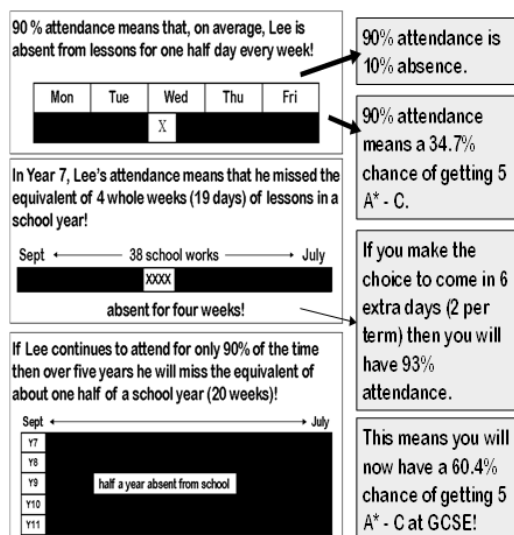 90 % attendance means that, on average, Lee is
absent from lessons for one half day every week!
Mon Tue Wed Thu Fri
X
In Year 7, Lee's attendance means that he missed the
equivalent of 4 whole weeks (19 days) of lessons in a
school year!
Sept 38 school works July
XXXX
absent for four weeks!
If Lee continues to attend for only 90% of the time
then over five years he will miss the equivalent of
about one half of a school year (20 weeks)!
Sept July
Y7
Y8
Y9 half a year absent from school
Y10
Y11
90% attendance is
10% absence.
90% attendance
means a 34.7%
chance of getting 5
A* - C.
If you make the
choice to come in 6
extra days (2 per
term) then you will
have 93%
attendance.
This means you will
now have a 60.4%
chance of getting 5
A* - C at GCSE!